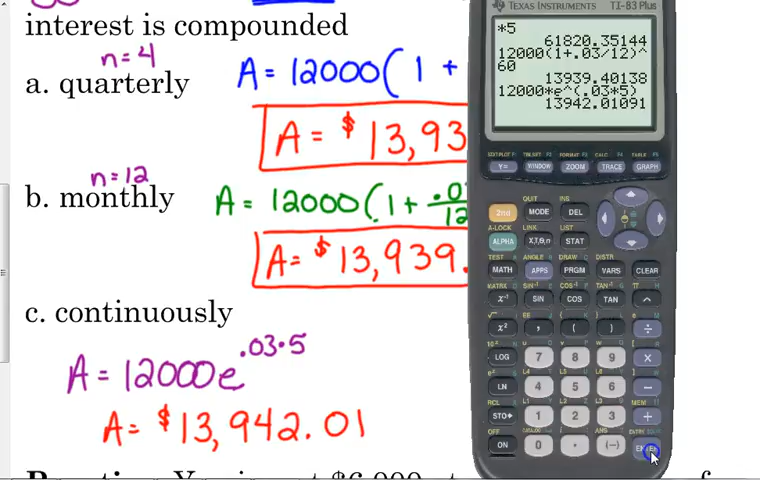 interest is compounded
n=4
a. quarterly
A = 12000(1 +
A = $13,93
n=12
b. monthly
A = 12000(1 + .0/12
A = $13,939.
c. continuously
A = 12000e^.03·5
A = $13,942.01
TEXAS INSTRUMENTS TI-83 Plus
*5
61820.35144
12000(1+.03/12)^
60
13939.40138
12000*e^(.03*5)
13942.01091
STAT PLOT F1 TBLSET F2 FORMAT F3 CALC F4 TABLE F5
Y= WINDOW ZOOM TRACE GRAPH
QUIT INS
2nd MODE DEL
A-LOCK LINK LIST
ALPHA X,T,θ,n STAT
TEST A ANGLE B DRAW C DISTR
MATH APPS PRGM VARS CLEAR
MATRX D SIN⁻¹ E COS⁻¹ F TAN⁻¹ G π H
x⁻¹ SIN COS TAN ^
x² , ( ) ÷
LOG 7 8 9 ×
LN 4 5 6 −
RCL MEM
STO▸ 1 2 3 +
OFF ANS
ON 0 . (−) ENTER